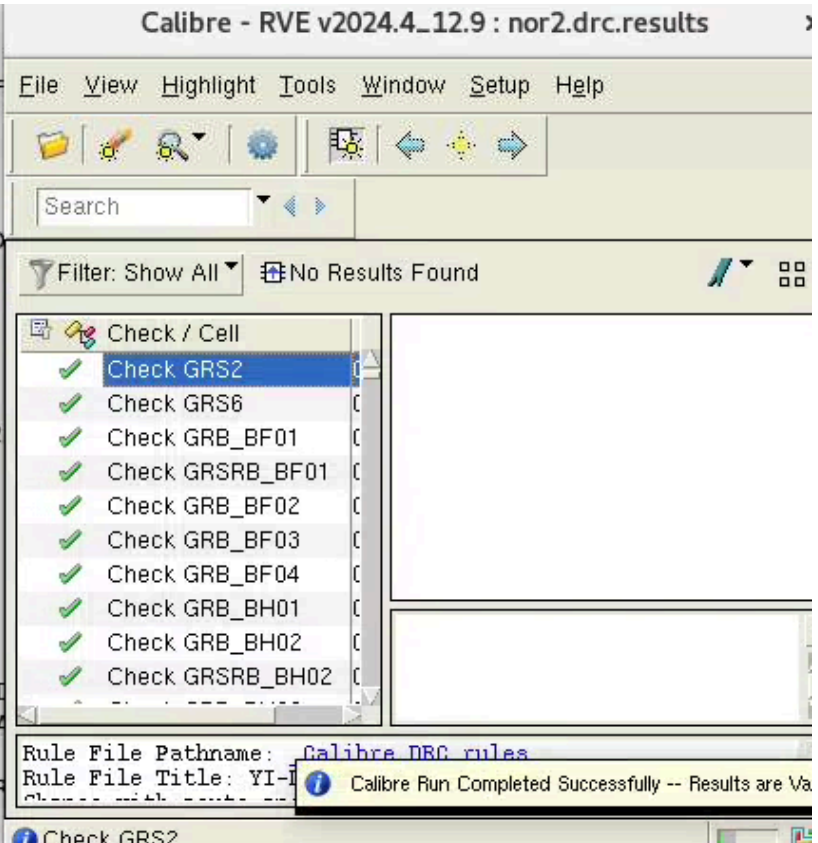 Calibre - RVE v2024.4_12.9 : nor2.drc.results
File View Highlight Tools Window Setup Help
Search
Filter: Show All No Results Found
Check / Cell
Check GRS2
Check GRS6
Check GRB_BF01
Check GRSRB_BF01
Check GRB_BF02
Check GRB_BF03
Check GRB_BF04
Check GRB_BH01
Check GRB_BH02
Check GRSRB_BH02
Rule File Pathname: _Calibre_DRC_rules_
Rule File Title: YI-
Calibre Run Completed Successfully -- Results are Va
Check GRS2